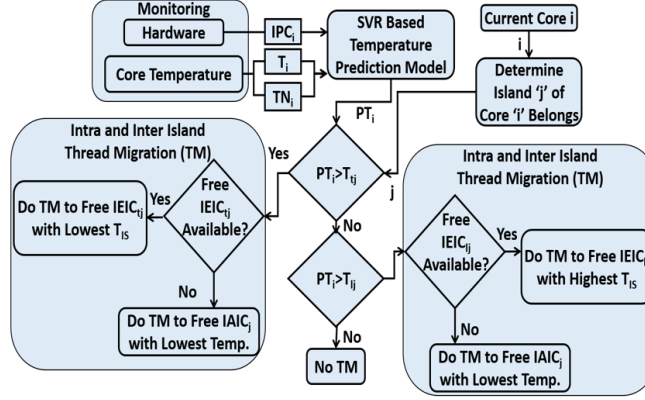 Monitoring
Hardware
IPCi
Core Temperature
Ti
TNi
SVR Based
Temperature
Prediction Model
Current Core i
i
Determine
Island ‘j’ of
Core ‘i’ Belongs
PTi
j
Intra and Inter Island
Thread Migration (TM)
Yes
PTi>Ttj
Free
IEICtj
Available?
Yes
Do TM to Free IEICtj
with Lowest TIS
No
Do TM to Free IAICj
with Lowest Temp.
No
PTi>Tlj
No
No TM
Intra and Inter Island
Thread Migration (TM)
Free
IEIClj
Available?
Yes
Do TM to Free IEIC
with Highest TIS
No
Do TM to Free IAICj
with Lowest Temp.